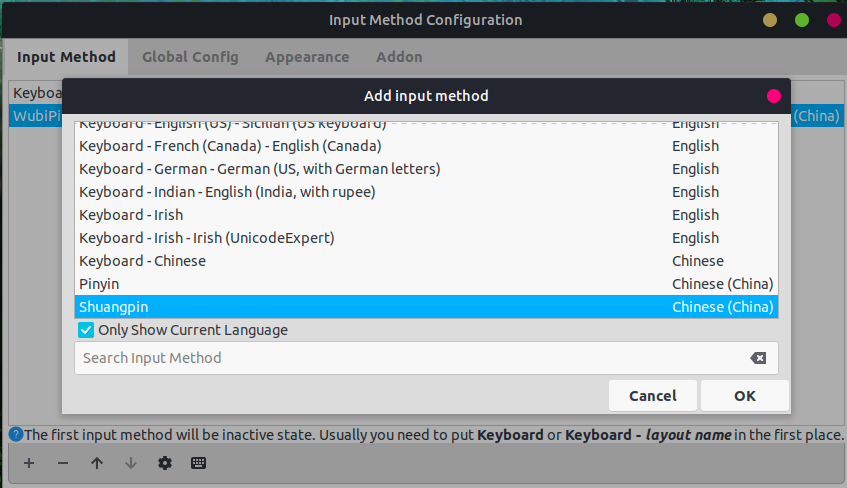 Input Method Configuration
Input Method Global Config Appearance Addon
Add input method
Keyboa
WubiPi (China)
Keyboard - English (US) - Sicilian (US keyboard) English
Keyboard - French (Canada) - English (Canada) English
Keyboard - German - German (US, with German letters) English
Keyboard - Indian - English (India, with rupee) English
Keyboard - Irish English
Keyboard - Irish - Irish (UnicodeExpert) English
Keyboard - Chinese Chinese
Pinyin Chinese (China)
Shuangpin Chinese (China)
Only Show Current Language
Search Input Method
Cancel OK
The first input method will be inactive state. Usually you need to put Keyboard or Keyboard - layout name in the first place.